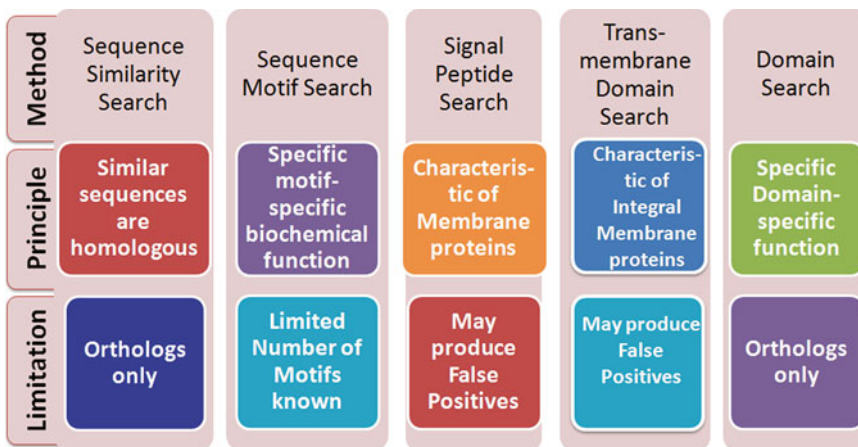 Method
Sequence
Similarity
Search
Sequence
Motif Search
Signal
Peptide
Search
Trans-
membrane
Domain
Search
Domain
Search
Principle
Similar
sequences
are
homologous
Specific
motif-
specific
biochemical
function
Characteris-
tic of
Membrane
proteins
Characteris-
tic of
Integral
Membrane
proteins
Specific
Domain-
specific
function
Limitation
Orthologs
only
Limited
Number of
Motifs
known
May
produce
False
Positives
May produce
False
Positives
Orthologs
only